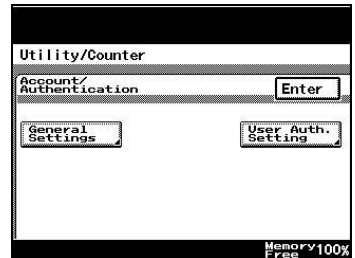 Utility/Counter
Account/
Authentication
Enter
General
Settings
User Auth.
Setting
Memory
Free 100%